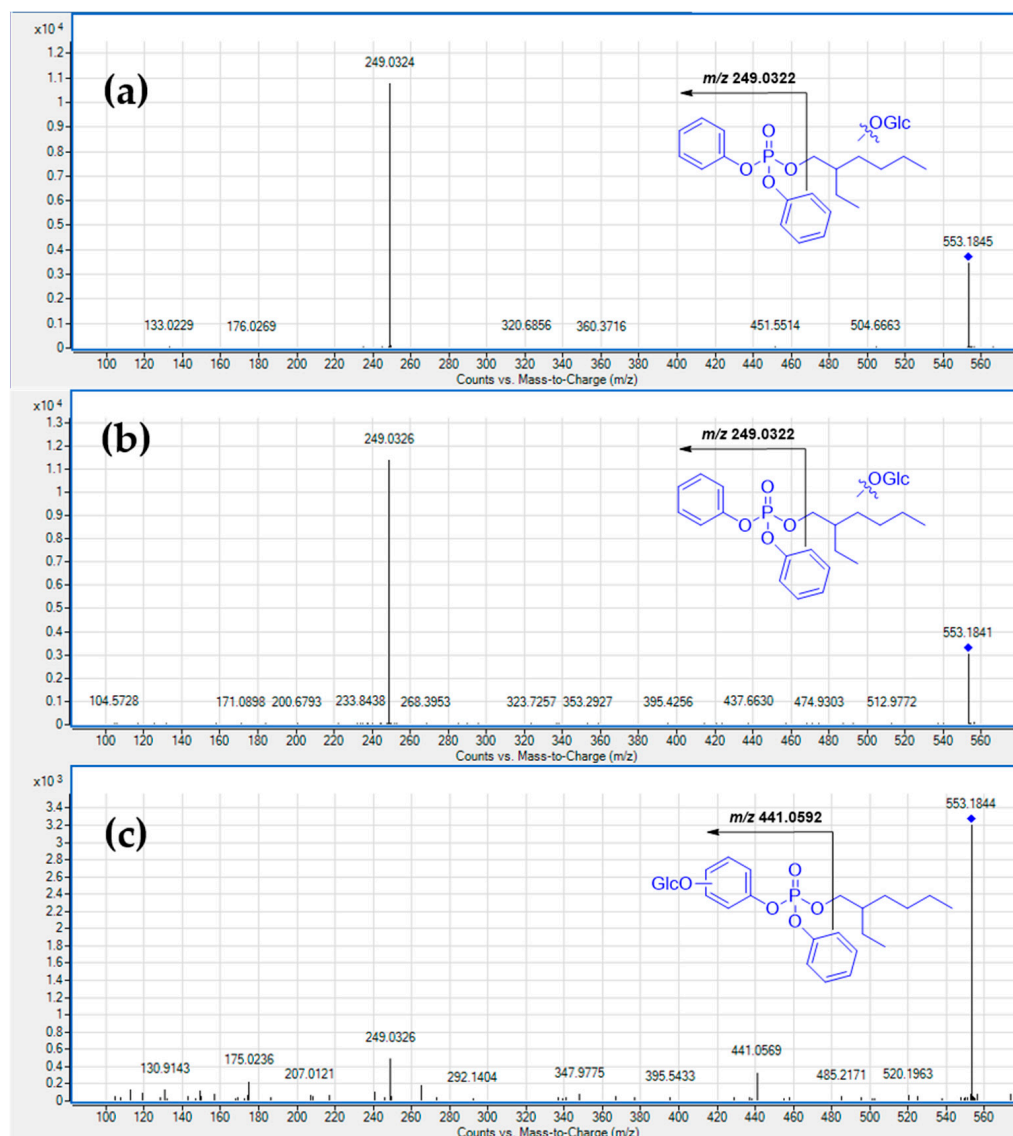 x10⁴
1.2
1.1
1
0.9
0.8
0.7
0.6
0.5
0.4
0.3
0.2
0.1
0
(a)
249.0324
m/z 249.0322
O
OGlc
P
O
O
O
553.1845
133.0229 176.0269 320.6856 360.3716 451.5514 504.6663
100 120 140 160 180 200 220 240 260 280 300 320 340 360 380 400 420 440 460 480 500 520 540 560
Counts vs. Mass-to-Charge (m/z)
x10⁴
1.3
1.2
1.1
1
0.9
0.8
0.7
0.6
0.5
0.4
0.3
0.2
0.1
0
(b)
249.0326
m/z 249.0322
O
OGlc
P
O
O
O
553.1841
104.5728 171.0898 200.6793 233.8438 268.3953 323.7257 353.2927 395.4256 437.6630 474.9303 512.9772
100 120 140 160 180 200 220 240 260 280 300 320 340 360 380 400 420 440 460 480 500 520 540 560
Counts vs. Mass-to-Charge (m/z)
x10³
3.4
3.2
3
2.8
2.6
2.4
2.2
2
1.8
1.6
1.4
1.2
1
0.8
0.6
0.4
0.2
0
(c)
553.1844
m/z 441.0592
O
GlcO
P
O
O
O
249.0326
441.0569
130.9143 175.0236 207.0121 292.1404 347.9775 395.5433 485.2171 520.1963
100 120 140 160 180 200 220 240 260 280 300 320 340 360 380 400 420 440 460 480 500 520 540 560
Counts vs. Mass-to-Charge (m/z)